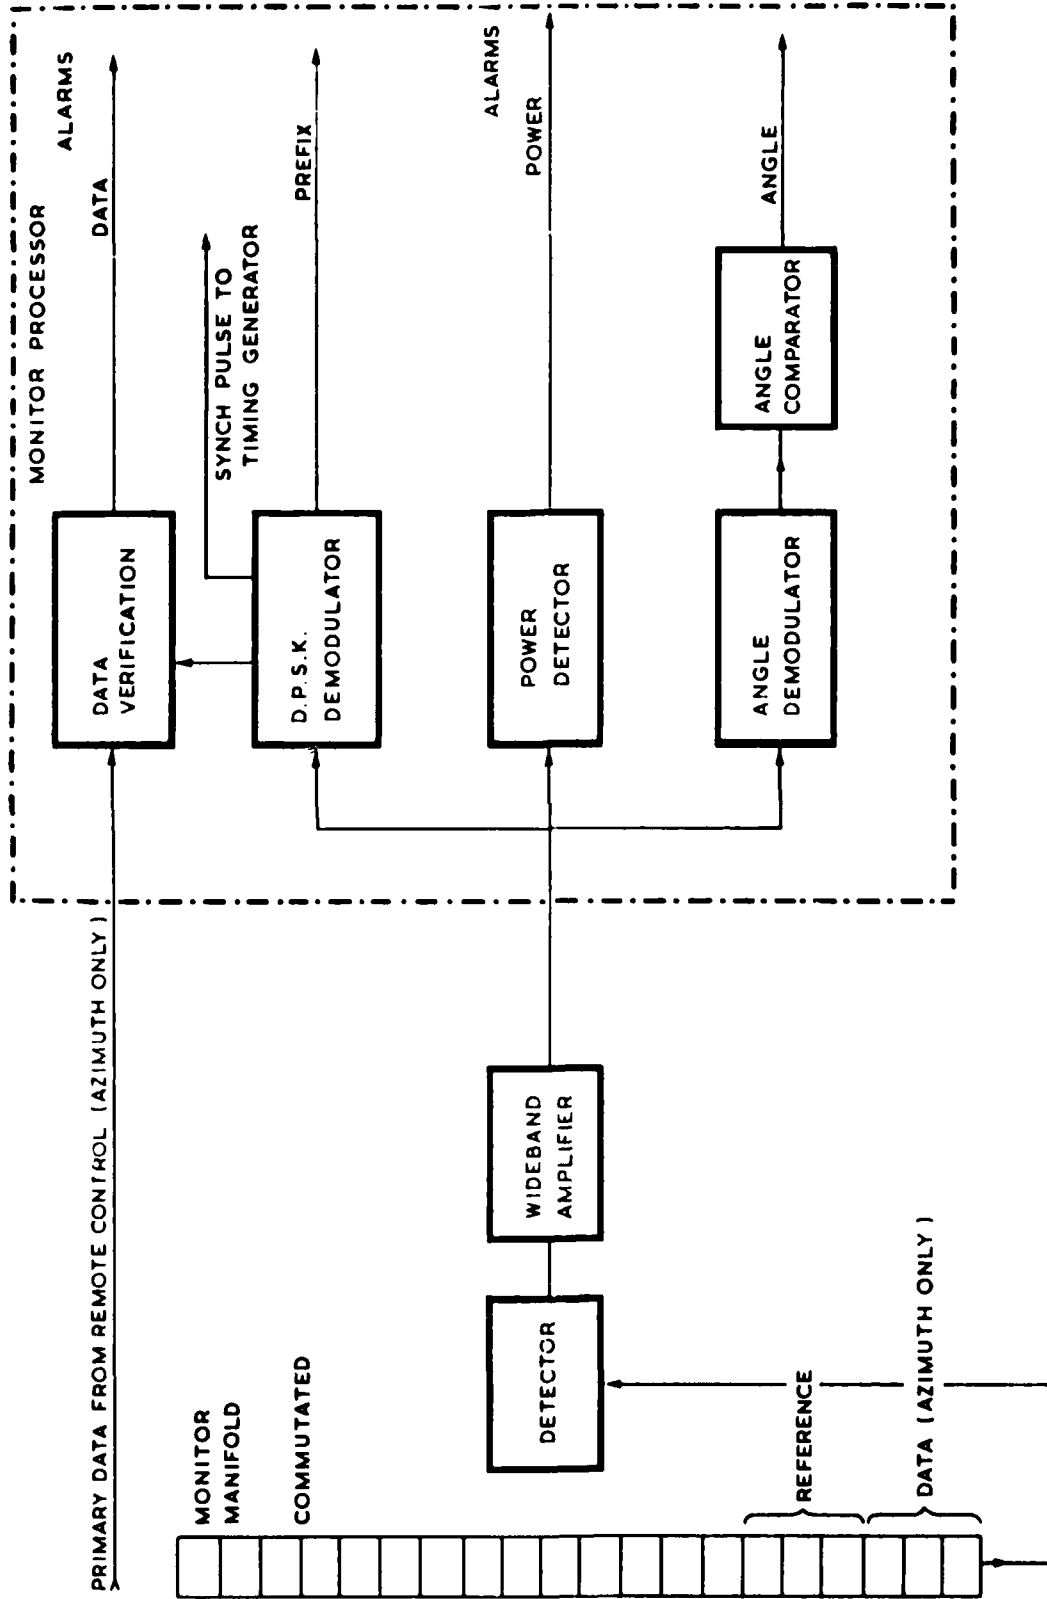 PRIMARY DATA FROM REMOTE CONTROL (AZIMUTH ONLY)
MONITOR PROCESSOR
ALARMS
DATA
DATA
VERIFICATION
SYNCH PULSE TO
TIMING GENERATOR
PREFIX
D.P.S.K.
DEMODULATOR
MONITOR
MANIFOLD
COMMUTATED
DETECTOR
WIDEBAND
AMPLIFIER
POWER
DETECTOR
ALARMS
POWER
ANGLE
DEMODULATOR
ANGLE
COMPARATOR
ANGLE
REFERENCE
DATA (AZIMUTH ONLY)